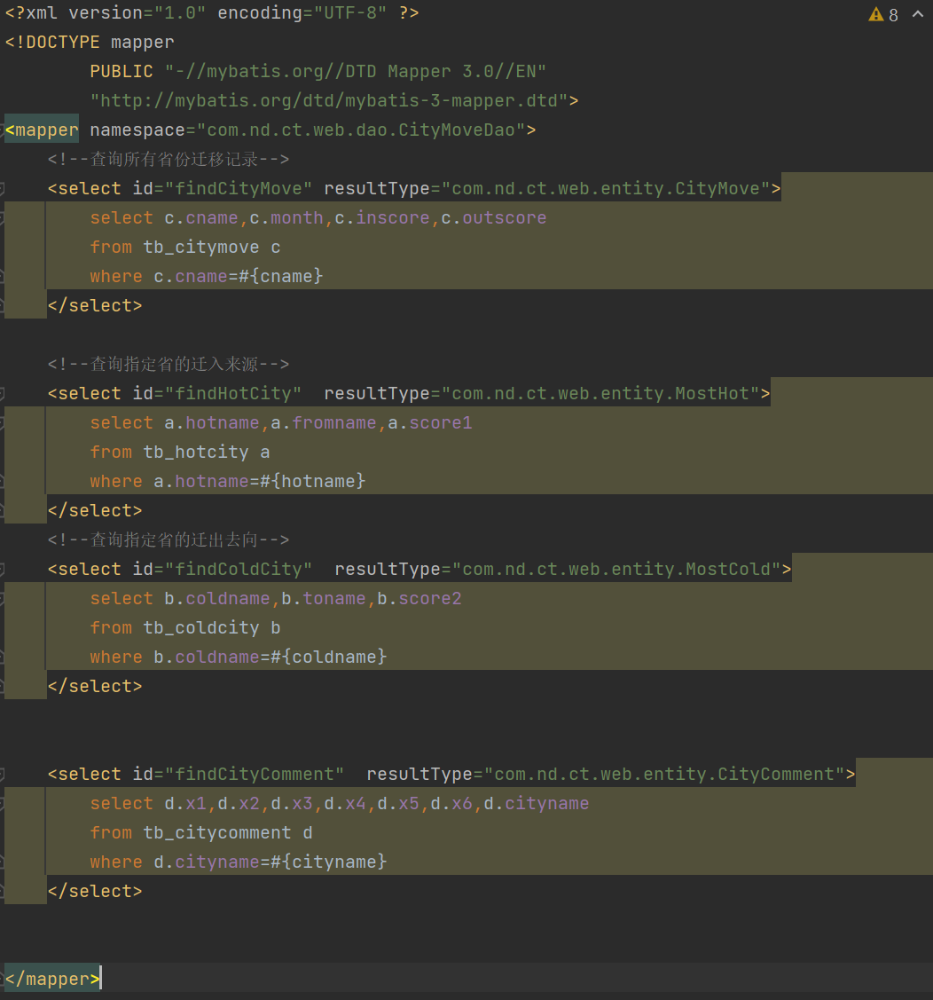 <?xml version="1.0" encoding="UTF-8" ?>
8
<!DOCTYPE mapper
        PUBLIC "-//mybatis.org//DTD Mapper 3.0//EN"
        "http://mybatis.org/dtd/mybatis-3-mapper.dtd">
<mapper namespace="com.nd.ct.web.dao.CityMoveDao">
    <!--查询所有省份迁移记录-->
    <select id="findCityMove" resultType="com.nd.ct.web.entity.CityMove">
        select c.cname,c.month,c.inscore,c.outscore
        from tb_citymove c
        where c.cname=#{cname}
    </select>
    <!--查询指定省的迁入来源-->
    <select id="findHotCity"  resultType="com.nd.ct.web.entity.MostHot">
        select a.hotname,a.fromname,a.score1
        from tb_hotcity a
        where a.hotname=#{hotname}
    </select>
    <!--查询指定省的迁出去向-->
    <select id="findColdCity"  resultType="com.nd.ct.web.entity.MostCold">
        select b.coldname,b.toname,b.score2
        from tb_coldcity b
        where b.coldname=#{coldname}
    </select>
    <select id="findCityComment"  resultType="com.nd.ct.web.entity.CityComment">
        select d.x1,d.x2,d.x3,d.x4,d.x5,d.x6,d.cityname
        from tb_citycomment d
        where d.cityname=#{cityname}
    </select>
</mapper>